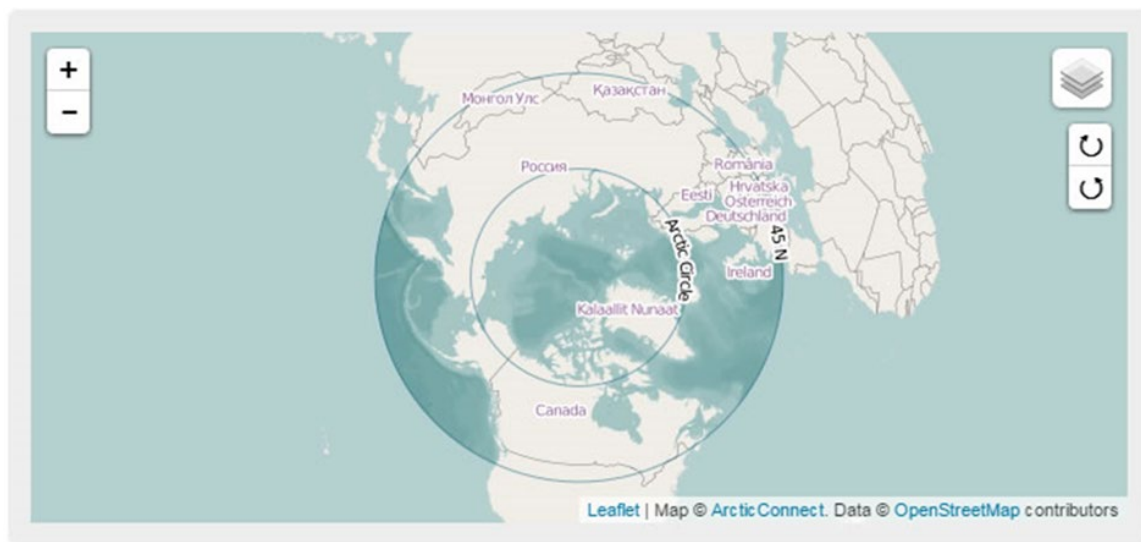 +
−
Монгол Улс
Қазақстан
Россия
România
Eesti
Hrvatska
Österreich
Deutschland
45 N
Arctic Circle
Ireland
Kalaallit Nunaat
Canada
Leaflet | Map © ArcticConnect. Data © OpenStreetMap contributors